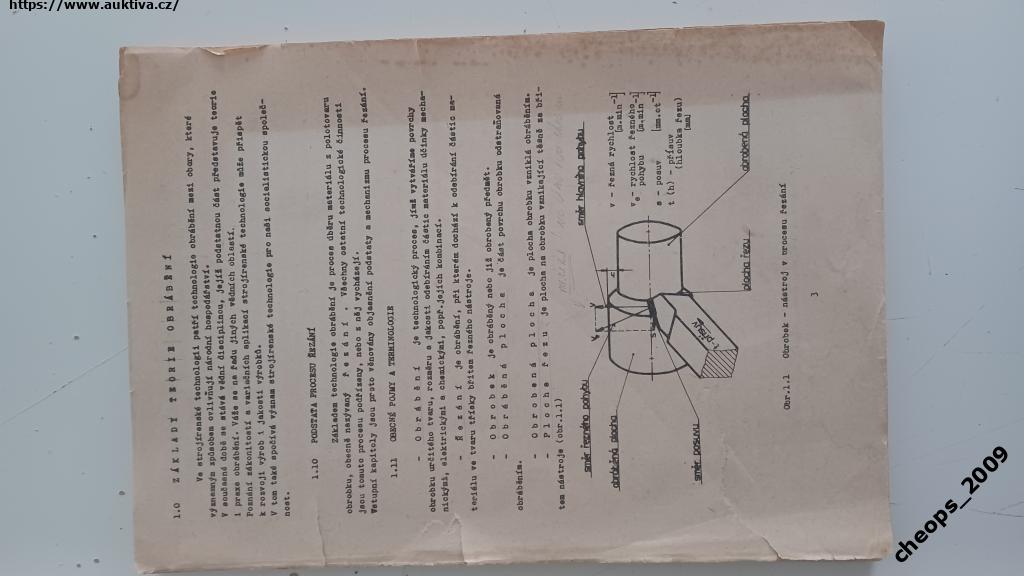 https://www.auktiva.cz/
1.0 ZÁKLADY TEORIE OBRÁBĚNÍ
Ve strojírenské technologii patří technologie obrábění mezi obory, které
významným způsobem ovlivňují národní hospodářství.
V současné době se stává vědní disciplínou, jejíž podstatnou část představuje teorie
i praxe obrábění. Váže se na řadu jiných vědních oblastí.
Poznání zákonitostí a variačních aplikací strojírenské technologie může přispět
k rozvoji výrob i jakosti výrobků.
V tom také spočívá význam strojírenské technologie pro naši socialistickou společ-
nost.
1.10 PODSTATA PROCESU ŘEZÁNÍ
Základem technologie obrábění je proces úběru materiálu z polotovaru
obrobku, obecně nazývaný řezání. Všechny ostatní technologické činnosti
jsou tomuto procesu podřízeny, nebo z něj vycházejí.
Vstupní kapitoly jsou proto věnovány objasnění podstaty a mechanizmu procesu řezání.
1.11 OBECNÉ POJMY A TERMINOLOGIE
- Obrábění je technologický proces, jímž vytváříme povrchy
obrobku určitého tvaru, rozměru a jakosti odebíráním částic materiálu účinky mecha-
nickými, elektrickými a chemickými, popř.jejich kombinací.
- Řezání je obrábění, při kterém dochází k odebírání částic ma-
teriálu ve tvaru třísky břitem řezného nástroje.
- Obrobek je obráběný nebo již obrobený předmět.
- Obráběná plocha je část povrchu obrobku odstraňovaná
obráběním.
- Obrobená plocha je plocha obrobku vzniklá obráběním.
- Plocha řezu je plocha na obrobku vznikající těsně za bři-
tem nástroje (obr.1.1)
směr řezného pohybu
obráběná plocha
směr posuvu
směr hlavního pohybu
v - řezná rychlost [m.min⁻¹]
vₑ - rychlost řezného pohybu [m.min⁻¹]
s - posuv [mm.ot⁻¹]
t (h) - přísuv (hloubka řezu) [mm]
obrobená plocha
plocha řezu
t-přísuv
Obr.1.1 Obrobek - nástroj v procesu řezání
3
cheops_2009